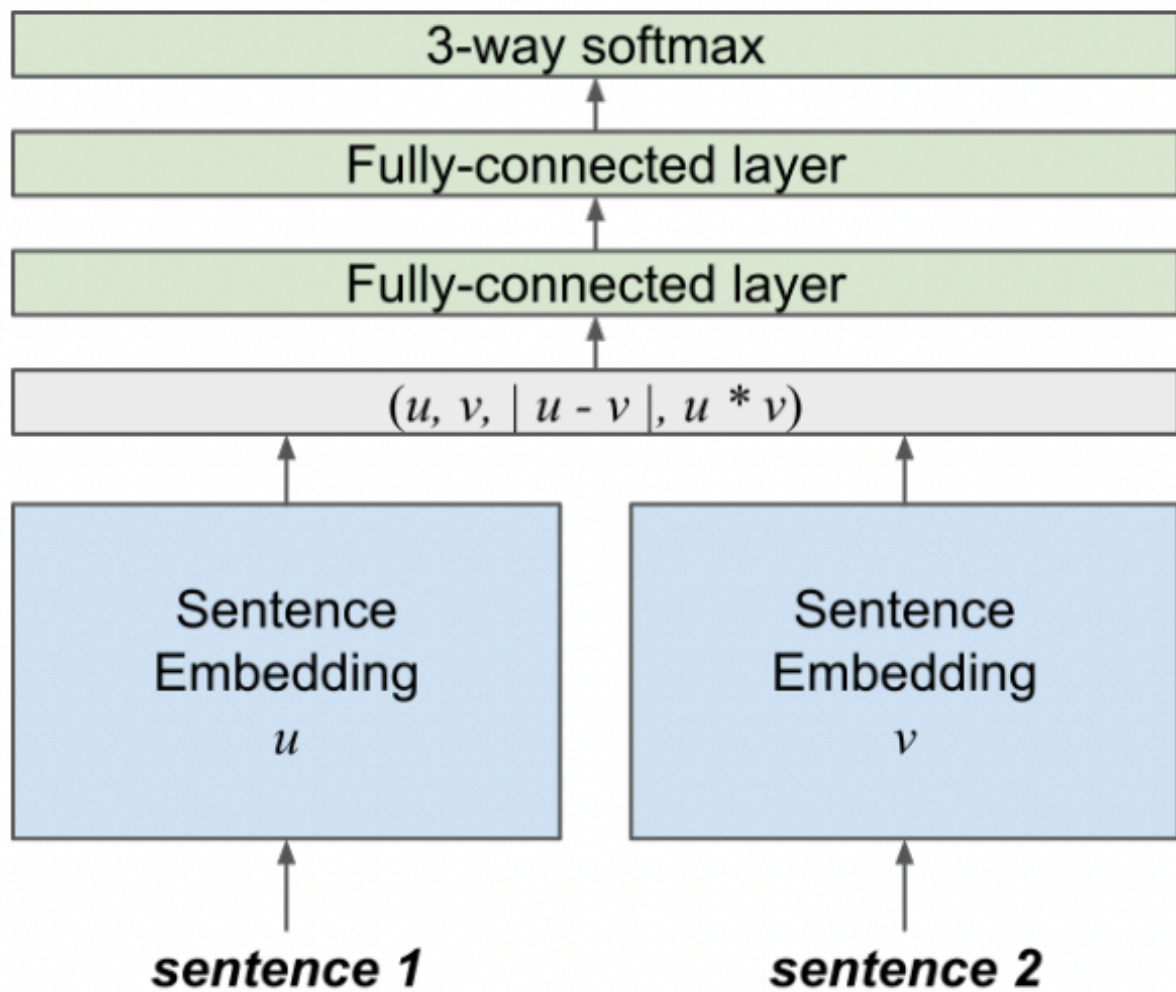 3-way softmax
Fully-connected layer
Fully-connected layer
(u, v, | u - v |, u * v)
Sentence
Embedding
u
Sentence
Embedding
v
sentence 1
sentence 2